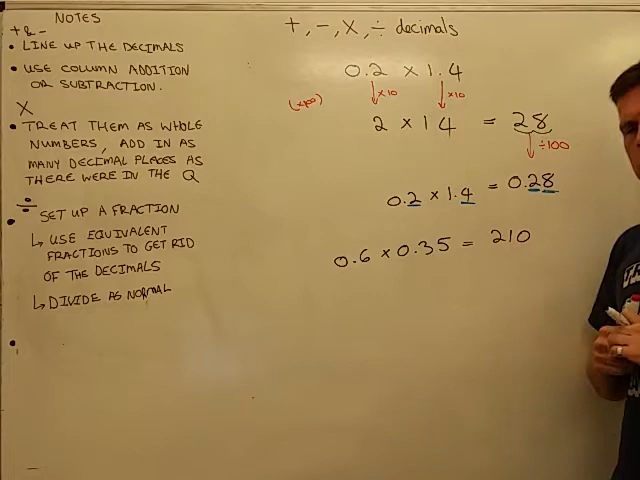 NOTES
+ & -
• LINE UP THE DECIMALS
• USE COLUMN ADDITION
OR SUBTRACTION.
X
• TREAT THEM AS WHOLE
NUMBERS, ADD IN AS
MANY DECIMAL PLACES AS
THERE WERE IN THE Q
÷
• SET UP A FRACTION
↳ USE EQUIVALENT
FRACTIONS TO GET RID
OF THE DECIMALS
↳ DIVIDE AS NORMAL
•
+, -, X, ÷ decimals
0.2 × 1.4
(×100) ×10 ×10
2 × 14 = 28
÷100
0.2 × 1.4 = 0.28
0.6 × 0.35 = 210